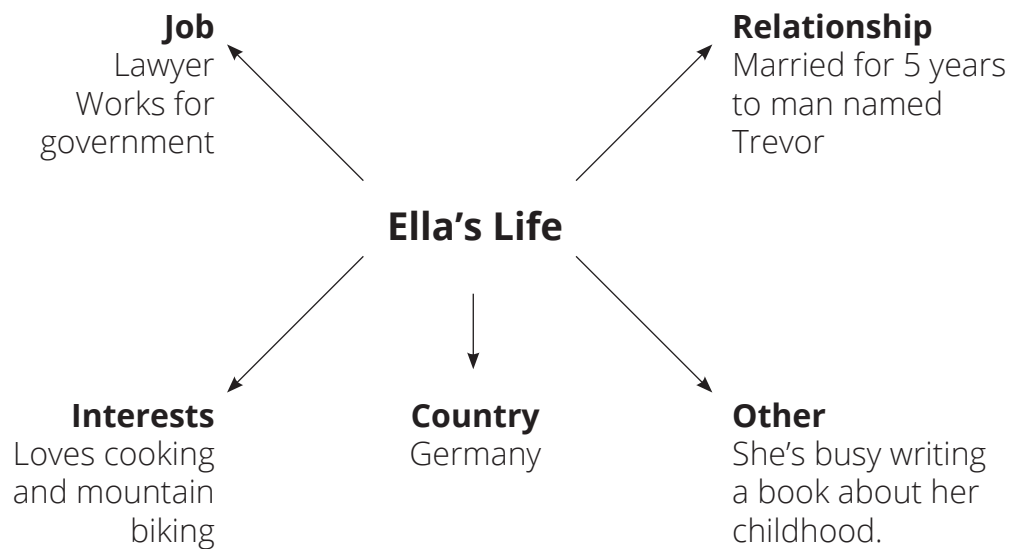 Job
Lawyer
Works for
government
Relationship
Married for 5 years
to man named
Trevor
Ella’s Life
Interests
Loves cooking
and mountain
biking
Country
Germany
Other
She’s busy writing
a book about her
childhood.